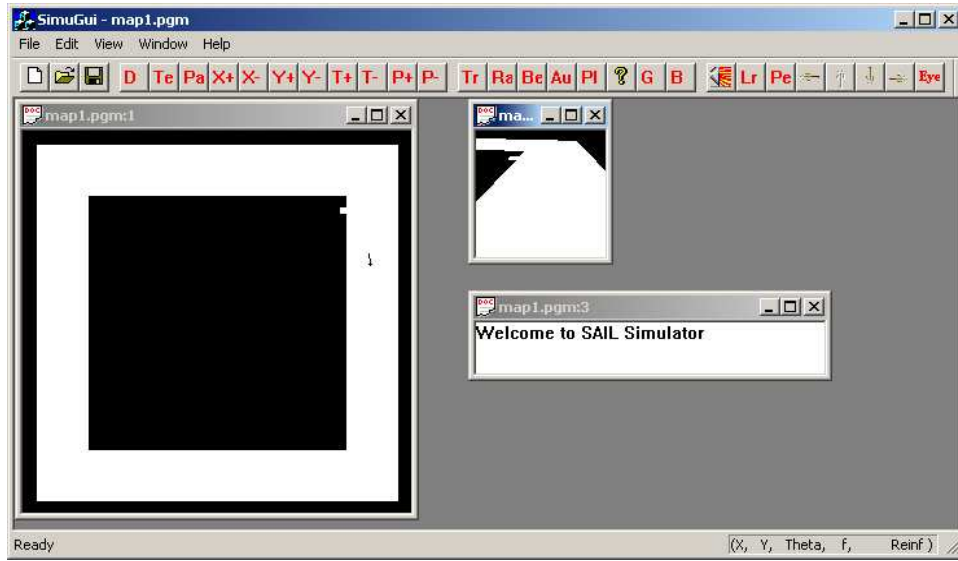 SimuGui - map1.pgm
File Edit View Window Help
D Te Pa X+ X- Y+ Y- T+ T- P+ P- Tr Ra Be Au Pl ? G B Lr Pe Eye
map1.pgm:1
ma...
map1.pgm:3
Welcome to SAIL Simulator
Ready
(X, Y, Theta, f, Reinf )